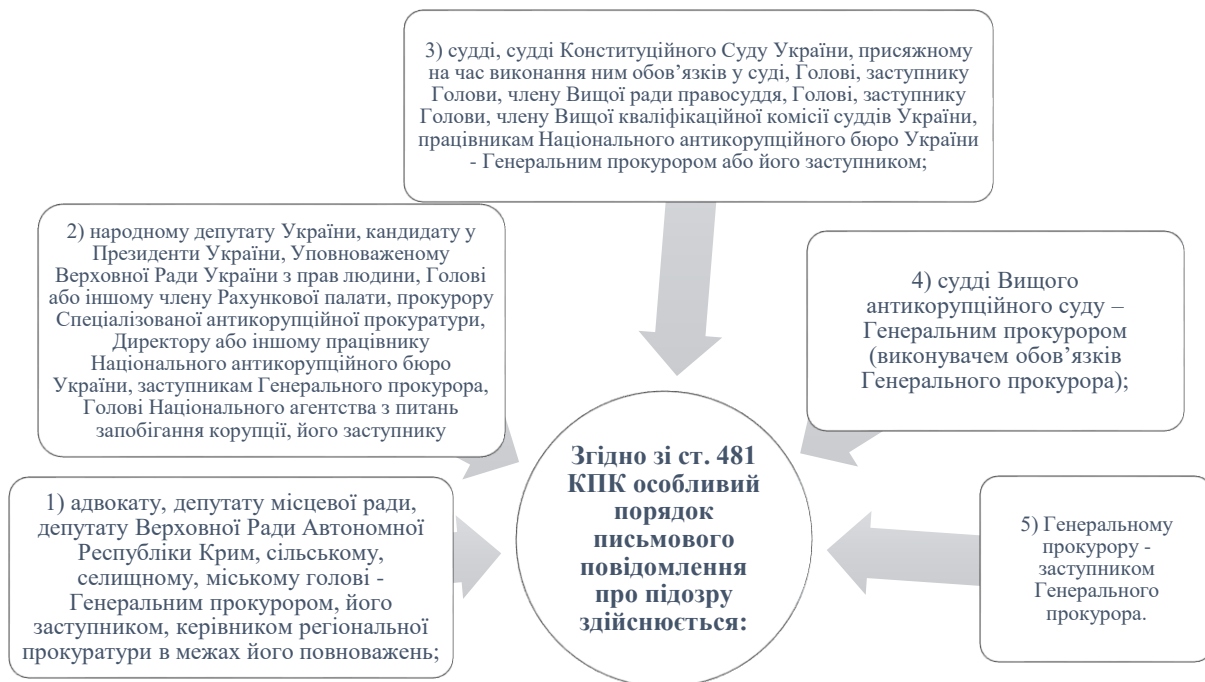 3) судді, судді Конституційного Суду України, присяжному
на час виконання ним обов’язків у суді, Голові, заступнику
Голови, члену Вищої ради правосуддя, Голові, заступнику
Голови, члену Вищої кваліфікаційної комісії суддів України,
працівникам Національного антикорупційного бюро України
- Генеральним прокурором або його заступником;
2) народному депутату України, кандидату у
Президенти України, Уповноваженому
Верховної Ради України з прав людини, Голові
або іншому члену Рахункової палати, прокурору
Спеціалізованої антикорупційної прокуратури,
Директору або іншому працівнику
Національного антикорупційного бюро
України, заступникам Генерального прокурора,
Голові Національного агентства з питань
запобігання корупції, його заступнику
4) судді Вищого
антикорупційного суду –
Генеральним прокурором
(виконувачем обов’язків
Генерального прокурора);
1) адвокату, депутату місцевої ради,
депутату Верховної Ради Автономної
Республіки Крим, сільському,
селищному, міському голові -
Генеральним прокурором, його
заступником, керівником регіональної
прокуратури в межах його повноважень;
Згідно зі ст. 481
КПК особливий
порядок
письмового
повідомлення
про підозру
здійснюється:
5) Генеральному
прокурору -
заступником
Генерального
прокурора.